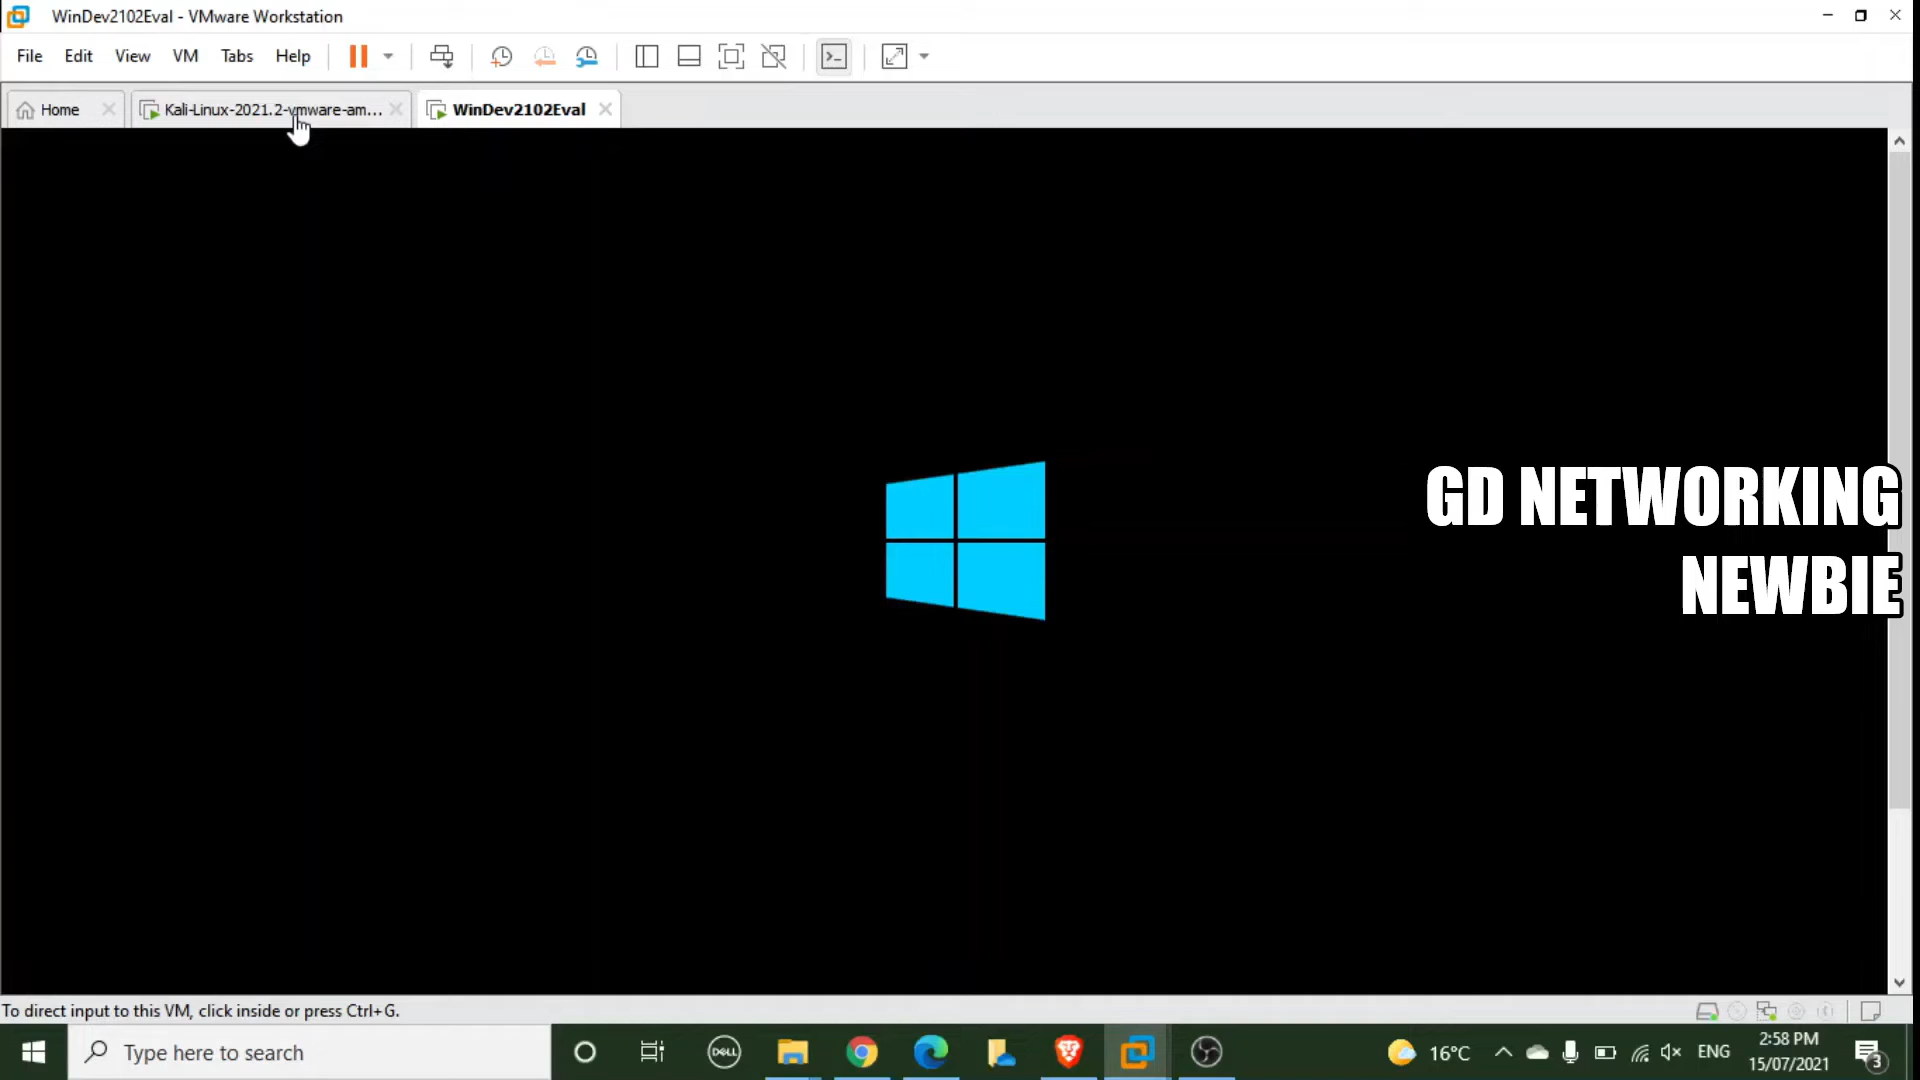 WinDev2102Eval - VMware Workstation
File Edit View VM Tabs Help
Home Kali-Linux-2021.2-vmware-am... WinDev2102Eval
GD NETWORKING
NEWBIE
To direct input to this VM, click inside or press Ctrl+G.
Type here to search
DELL
16°C
ENG
2:58 PM
15/07/2021
3